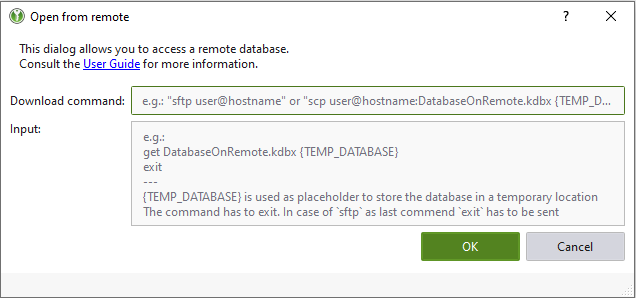 Open from remote
?
This dialog allows you to access a remote database.
Consult the User Guide for more information.
Download command:
e.g.: "sftp user@hostname" or "scp user@hostname:DatabaseOnRemote.kdbx {TEMP_D...
Input:
e.g.:
get DatabaseOnRemote.kdbx {TEMP_DATABASE}
exit
---
{TEMP_DATABASE} is used as placeholder to store the database in a temporary location
The command has to exit. In case of `sftp` as last commend `exit` has to be sent
OK
Cancel